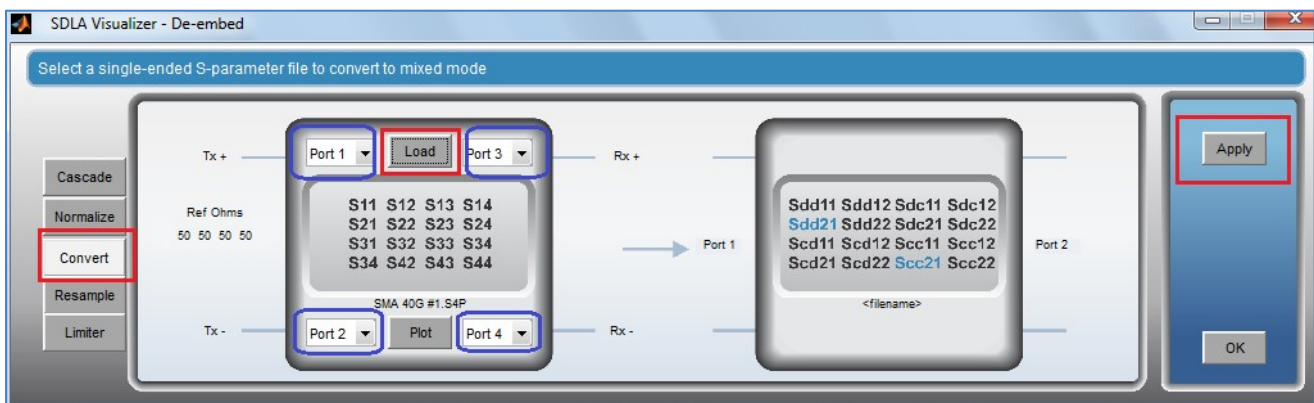 SDLA Visualizer - De-embed
Select a single-ended S-parameter file to convert to mixed mode
Cascade
Normalize
Convert
Resample
Limiter
Tx +
Port 1
Load
Port 3
Rx +
Ref Ohms
50 50 50 50
S11 S12 S13 S14
S21 S22 S23 S24
S31 S32 S33 S34
S34 S42 S43 S44
SMA 40G #1.S4P
Tx -
Port 2
Plot
Port 4
Rx -
Port 1
Sdd11 Sdd12 Sdc11 Sdc12
Sdd21 Sdd22 Sdc21 Sdc22
Scd11 Scd12 Scc11 Scc12
Scd21 Scd22 Scc21 Scc22
<filename>
Port 2
Apply
OK